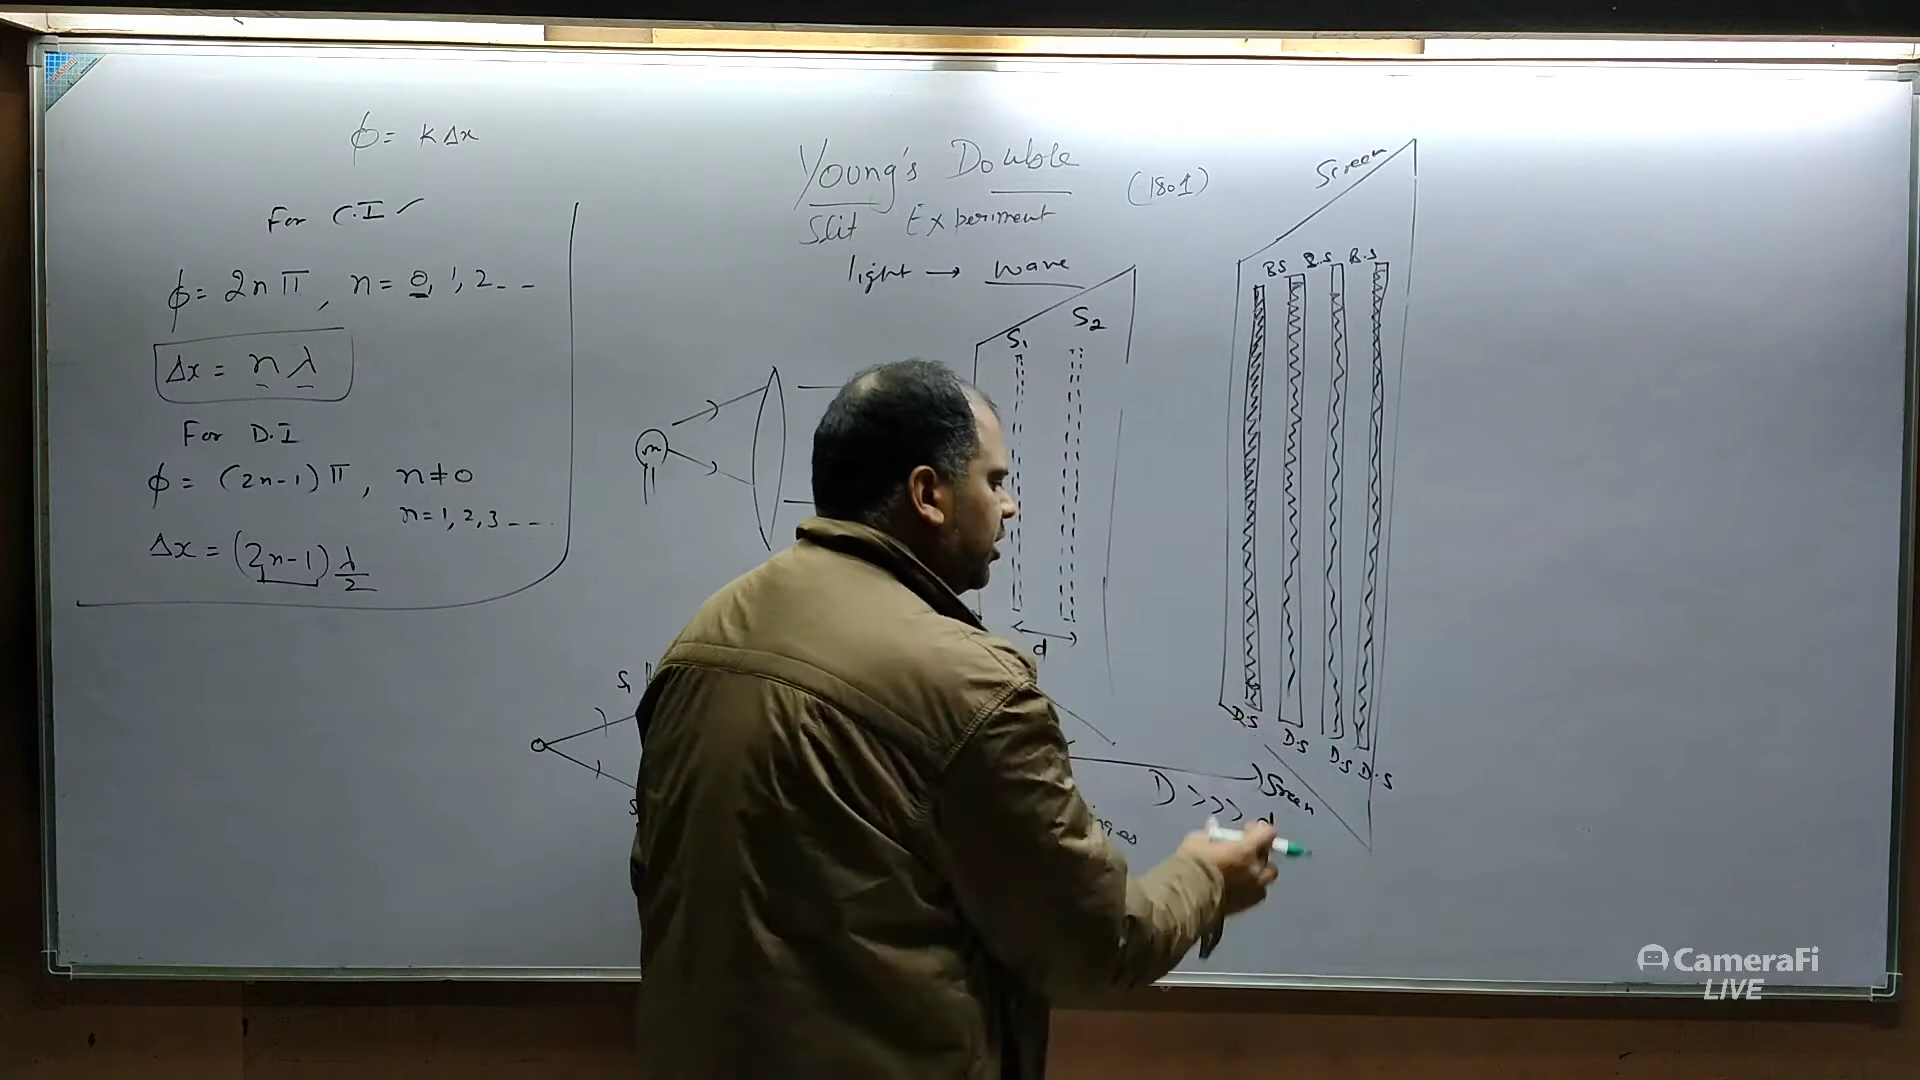 ϕ = K Δx
For C.I ✓
ϕ = 2nπ, n = 0, 1, 2 - -
Δx = nλ
For D.I
ϕ = (2n-1)π, n ≠ 0
n = 1, 2, 3 - - -
Δx = (2n-1) λ/2
Young's Double
Slit Experiment
(1801)
light → wave
S1
S2
d
Screen
B.S B.S B.S
D.S D.S D.S D.S
S1
S
D >>> d
Screen
CameraFi
LIVE